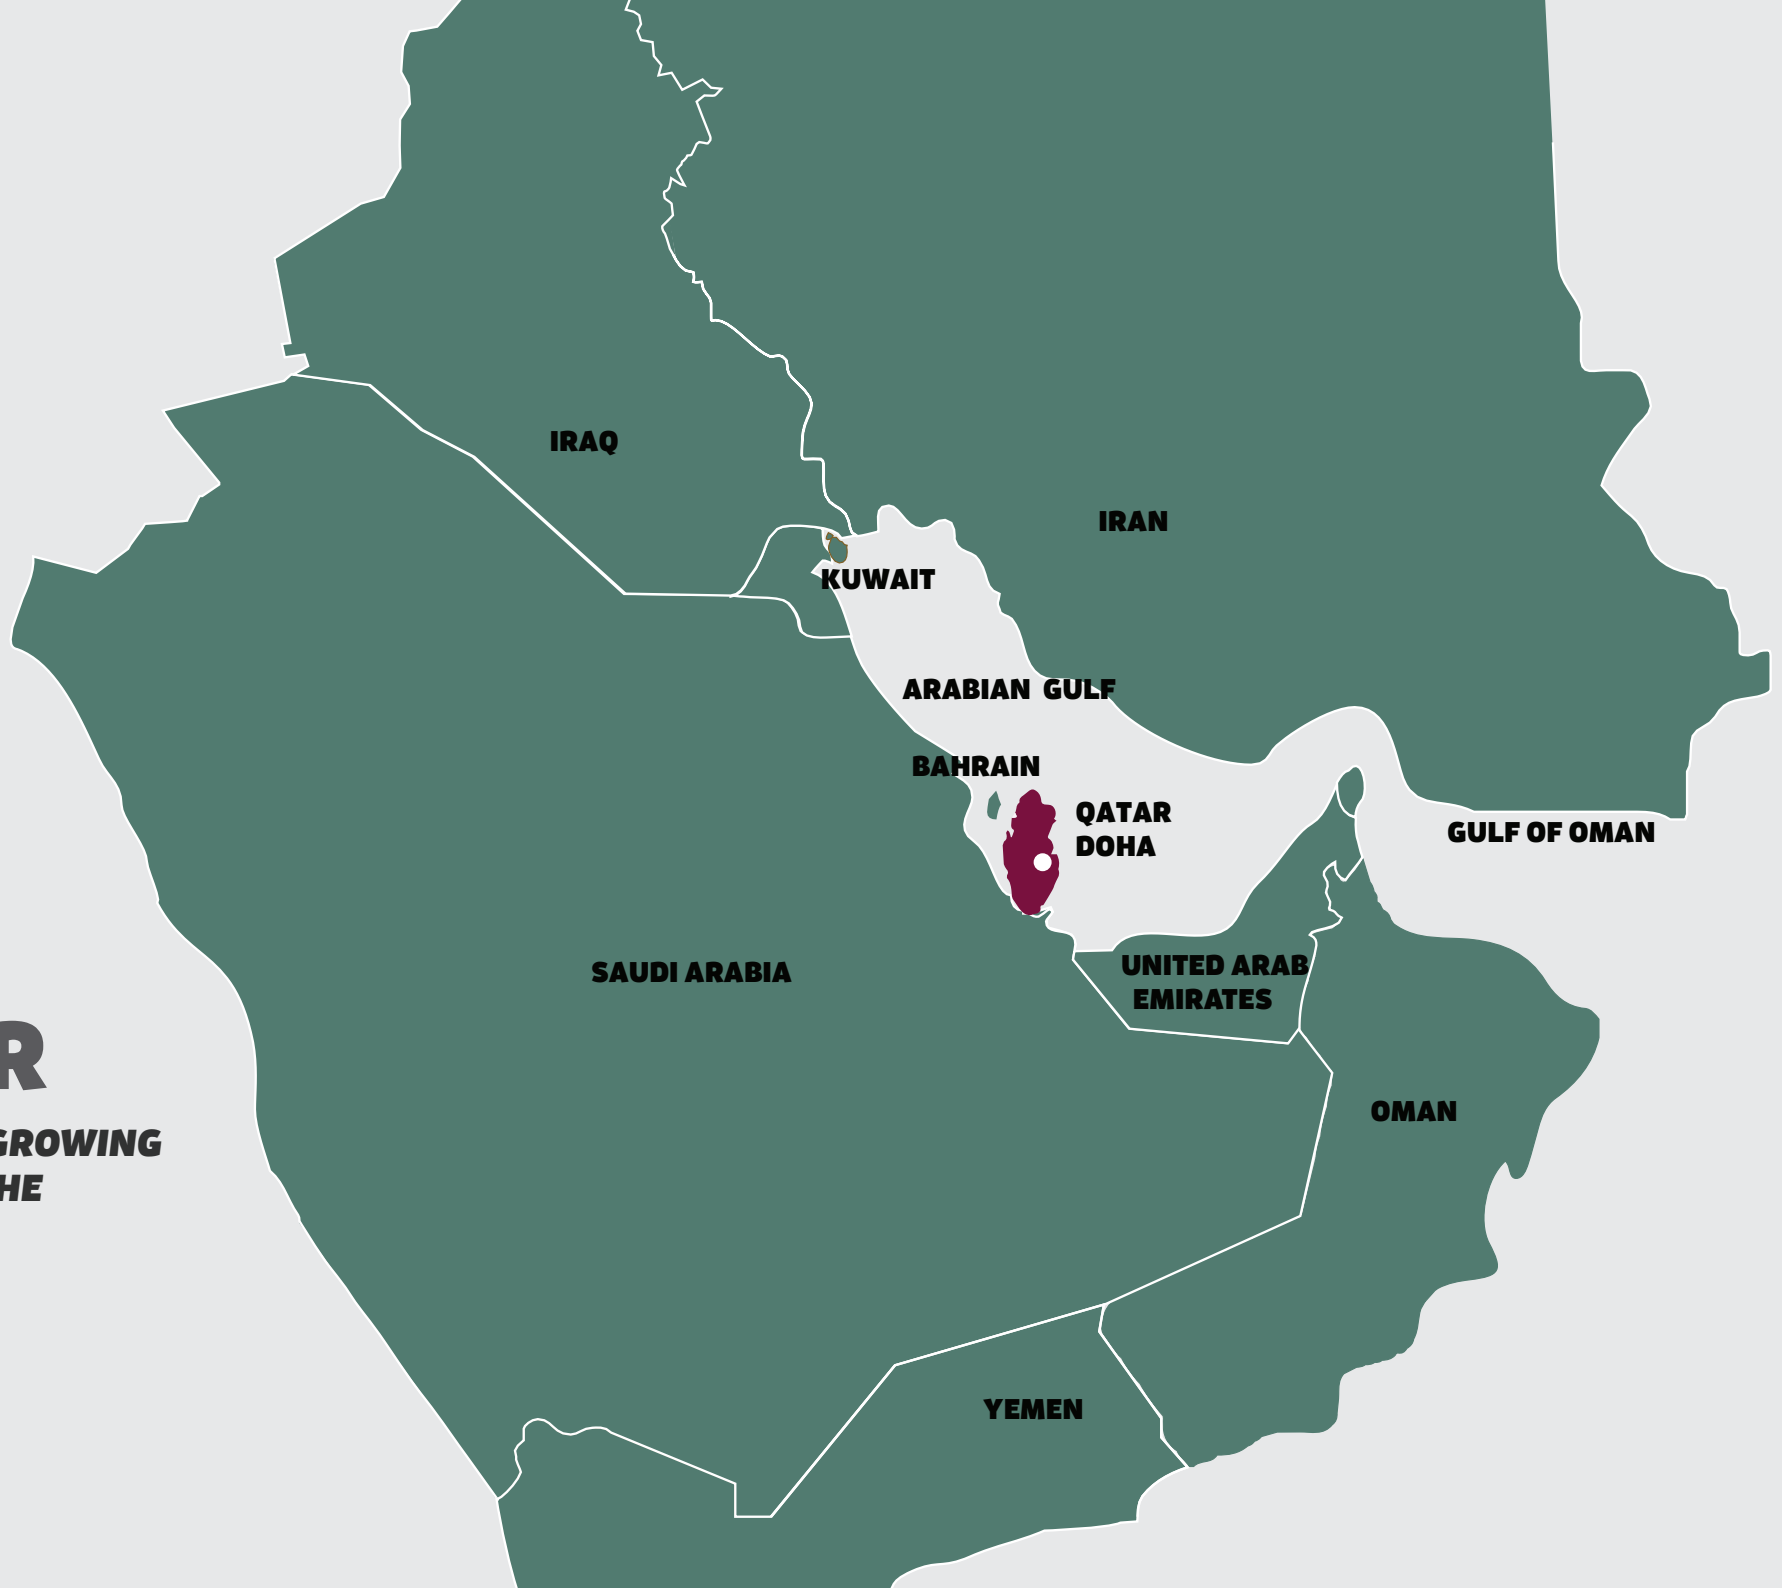 IRAQ
IRAN
KUWAIT
ARABIAN GULF
BAHRAIN
QATAR
DOHA
GULF OF OMAN
UNITED ARAB
EMIRATES
SAUDI ARABIA
R
GROWING
HE
OMAN
YEMEN